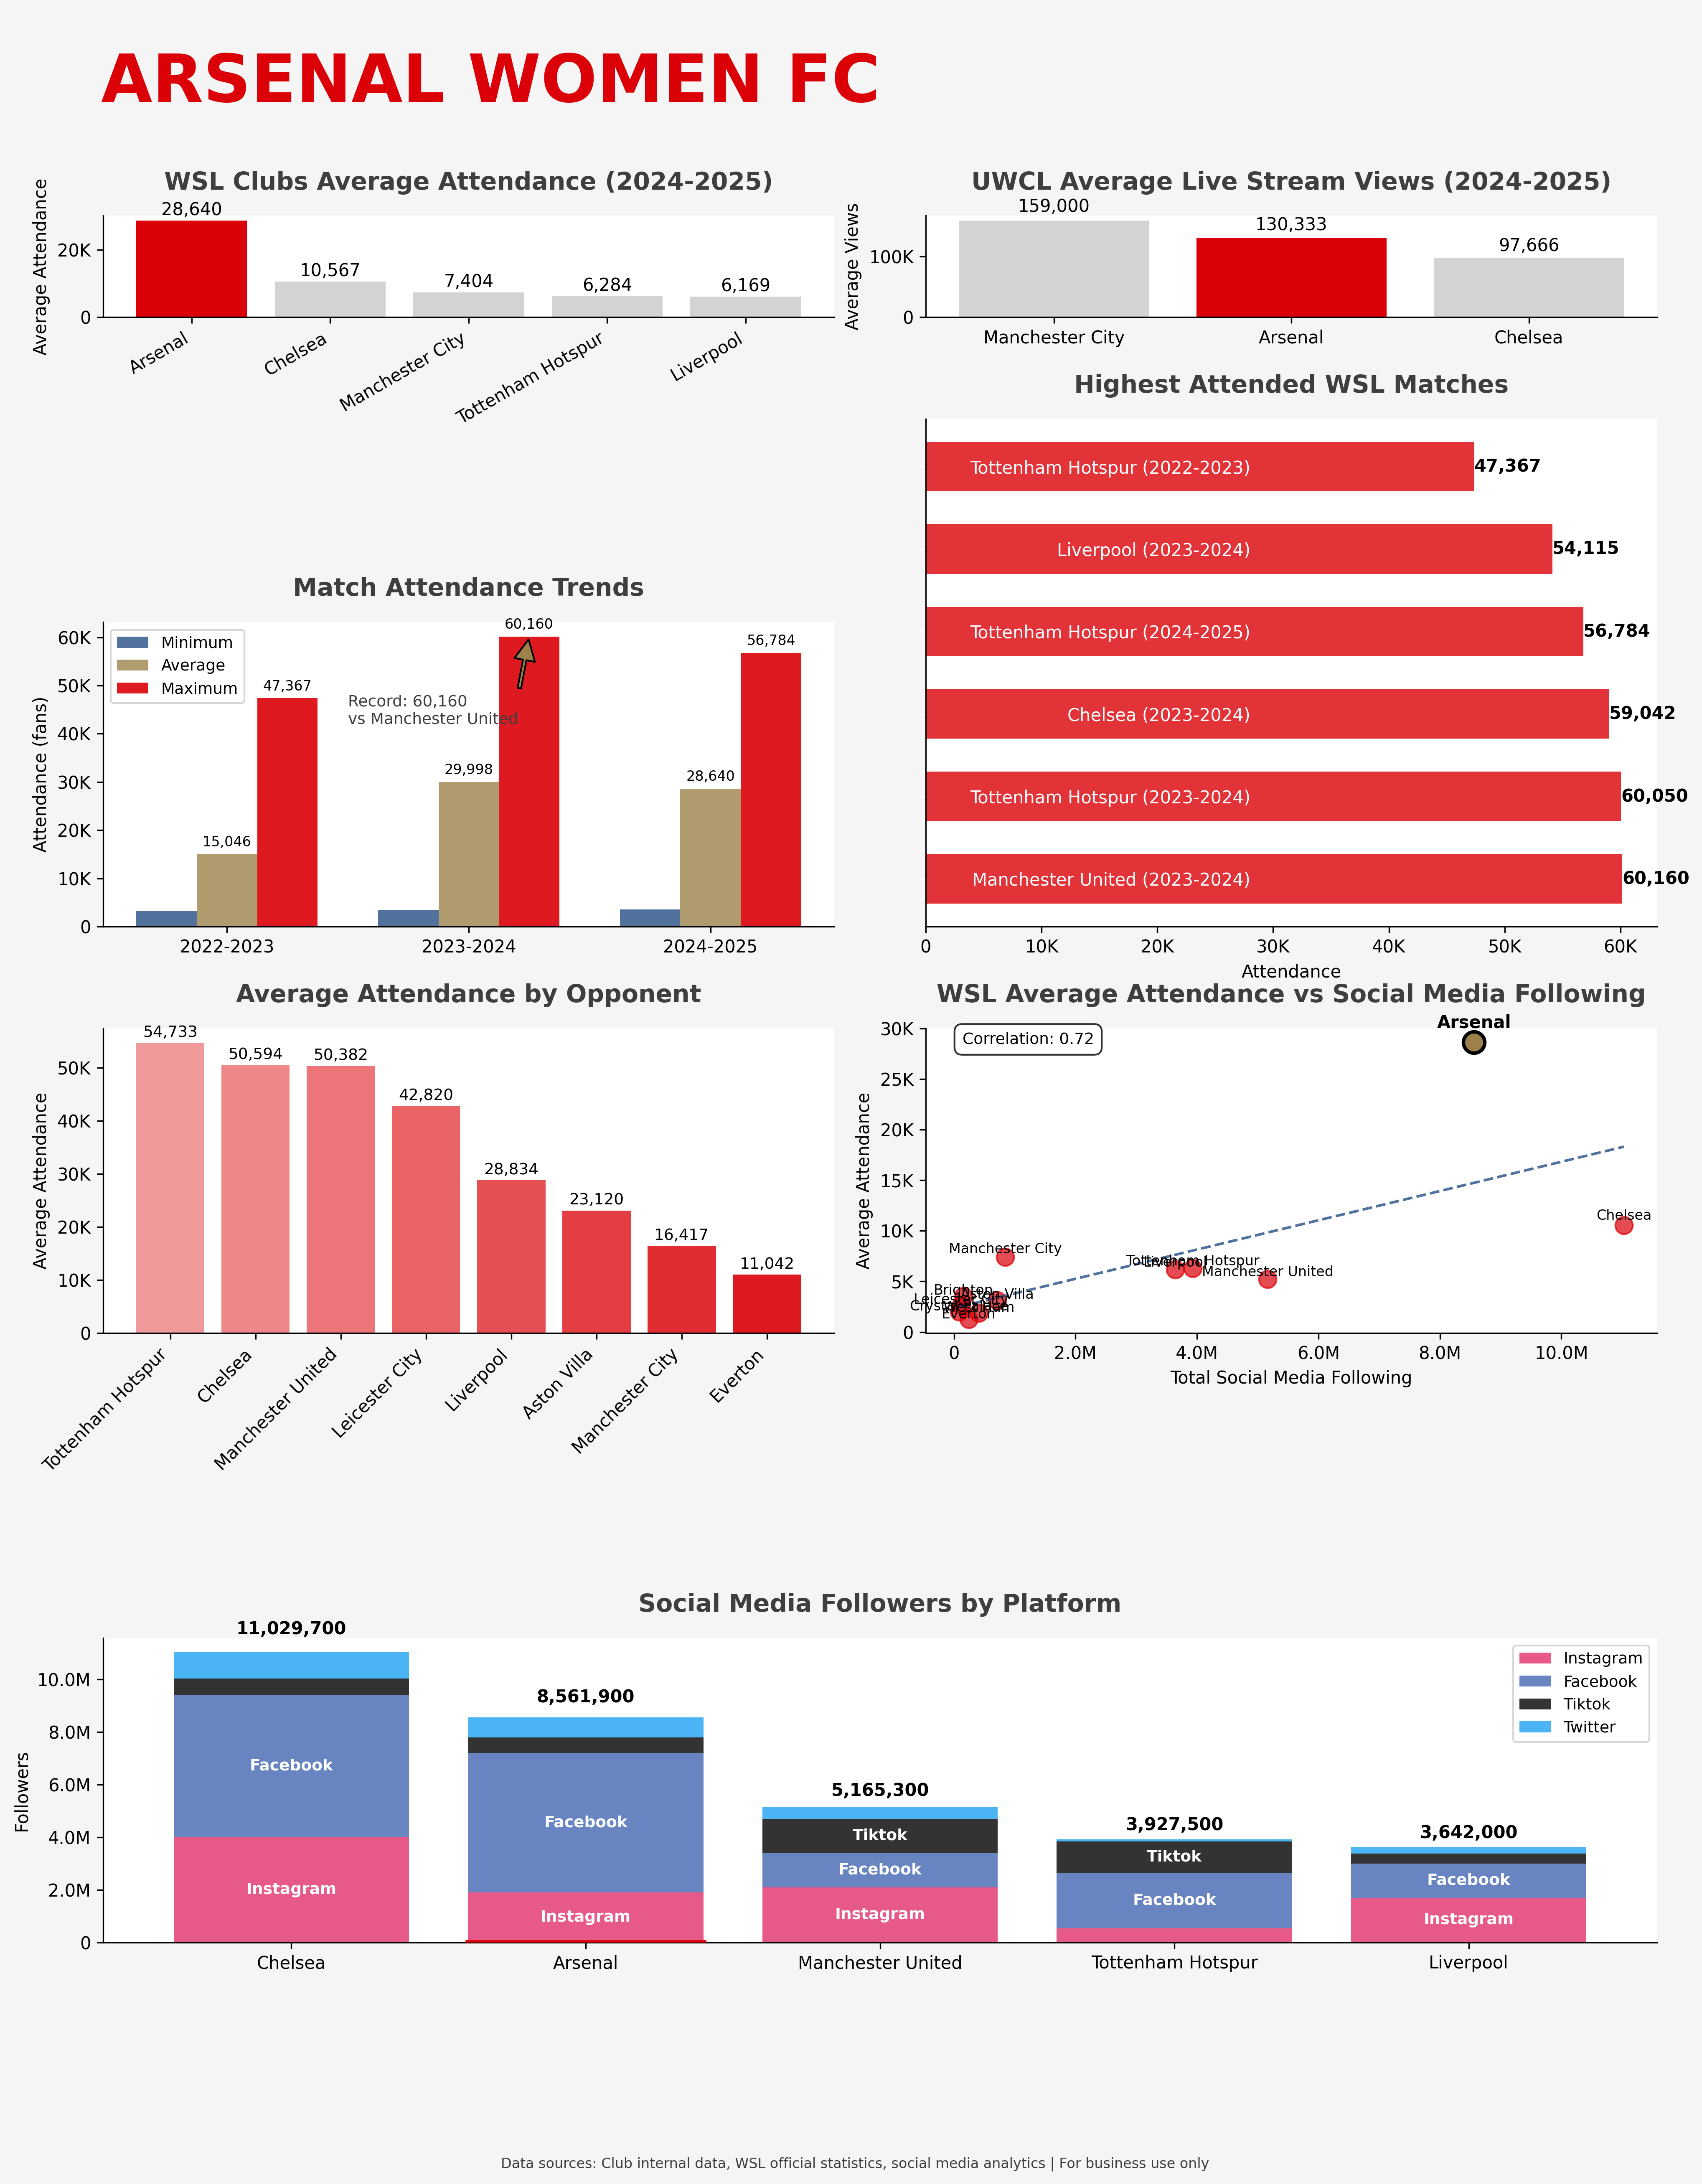 ARSENAL WOMEN FC
WSL Clubs Average Attendance (2024-2025)
Average Attendance
20K
0
28,640
10,567
7,404
6,284
6,169
Arsenal
Chelsea
Manchester City
Tottenham Hotspur
Liverpool
UWCL Average Live Stream Views (2024-2025)
Average Views
100K
0
159,000
130,333
97,666
Manchester City
Arsenal
Chelsea
Highest Attended WSL Matches
Tottenham Hotspur (2022-2023)
47,367
Liverpool (2023-2024)
54,115
Tottenham Hotspur (2024-2025)
56,784
Chelsea (2023-2024)
59,042
Tottenham Hotspur (2023-2024)
60,050
Manchester United (2023-2024)
60,160
0
10K
20K
30K
40K
50K
60K
Attendance
Match Attendance Trends
Attendance (fans)
60K
50K
40K
30K
20K
10K
0
Minimum
Average
Maximum
47,367
15,046
60,160
Record: 60,160
vs Manchester United
29,998
56,784
28,640
2022-2023
2023-2024
2024-2025
Average Attendance by Opponent
Average Attendance
50K
40K
30K
20K
10K
0
54,733
50,594
50,382
42,820
28,834
23,120
16,417
11,042
Tottenham Hotspur
Chelsea
Manchester United
Leicester City
Liverpool
Aston Villa
Manchester City
Everton
WSL Average Attendance vs Social Media Following
Average Attendance
30K
25K
20K
15K
10K
5K
0
Correlation: 0.72
Arsenal
Chelsea
Manchester City
Tottenham Hotspur
Liverpool
Manchester United
Brighton
Aston Villa
Leicester City
Everton
0
2.0M
4.0M
6.0M
8.0M
10.0M
Total Social Media Following
Social Media Followers by Platform
Followers
10.0M
8.0M
6.0M
4.0M
2.0M
0
Instagram
Facebook
Tiktok
Twitter
11,029,700
Facebook
Instagram
8,561,900
Facebook
Instagram
5,165,300
Tiktok
Facebook
Instagram
3,927,500
Tiktok
Facebook
3,642,000
Facebook
Instagram
Chelsea
Arsenal
Manchester United
Tottenham Hotspur
Liverpool
Data sources: Club internal data, WSL official statistics, social media analytics | For business use only